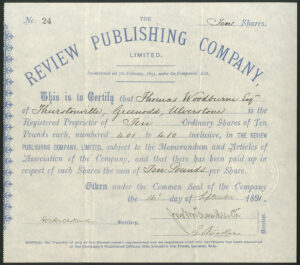 No. 24
Ten Shares.
THE
REVIEW PUBLISHING COMPANY
LIMITED.
Incorporated 7th February, 1891, under the Companies' Acts.
This is to Certify that Thomas Woodburne Esq
of Thurstonville, Greenodd, Ulverstone is the
Registered Proprietor of Ten Ordinary Shares of Ten
Pounds each, numbered 401 to 410 inclusive, in THE REVIEW
PUBLISHING COMPANY, LIMITED, subject to the Memorandum and Articles of
Association of the Company, and that there has been paid up in
respect of such Shares the sum of Ten Pounds per Share.
Given under the Common Seal of the Company
the day of September 1891.
Secretary.
Directors.
NOTICE.